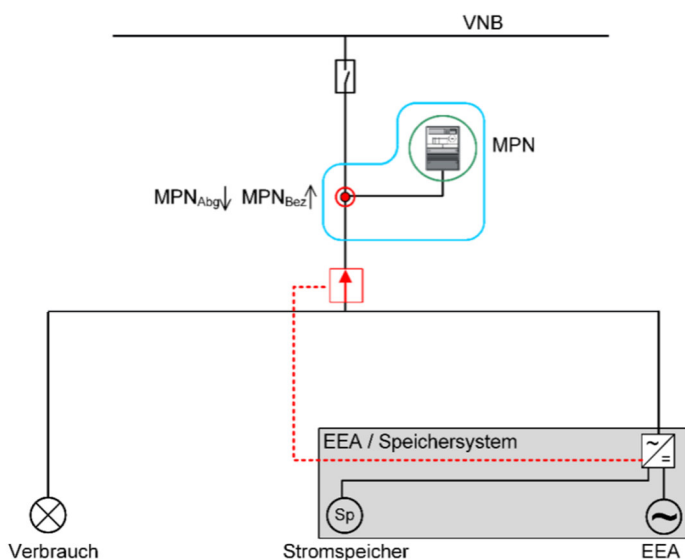 VNB
MPN
MPNAbg↓ MPNBez↑
EEA / Speichersystem
~
=
Sp
~
Verbrauch Stromspeicher EEA